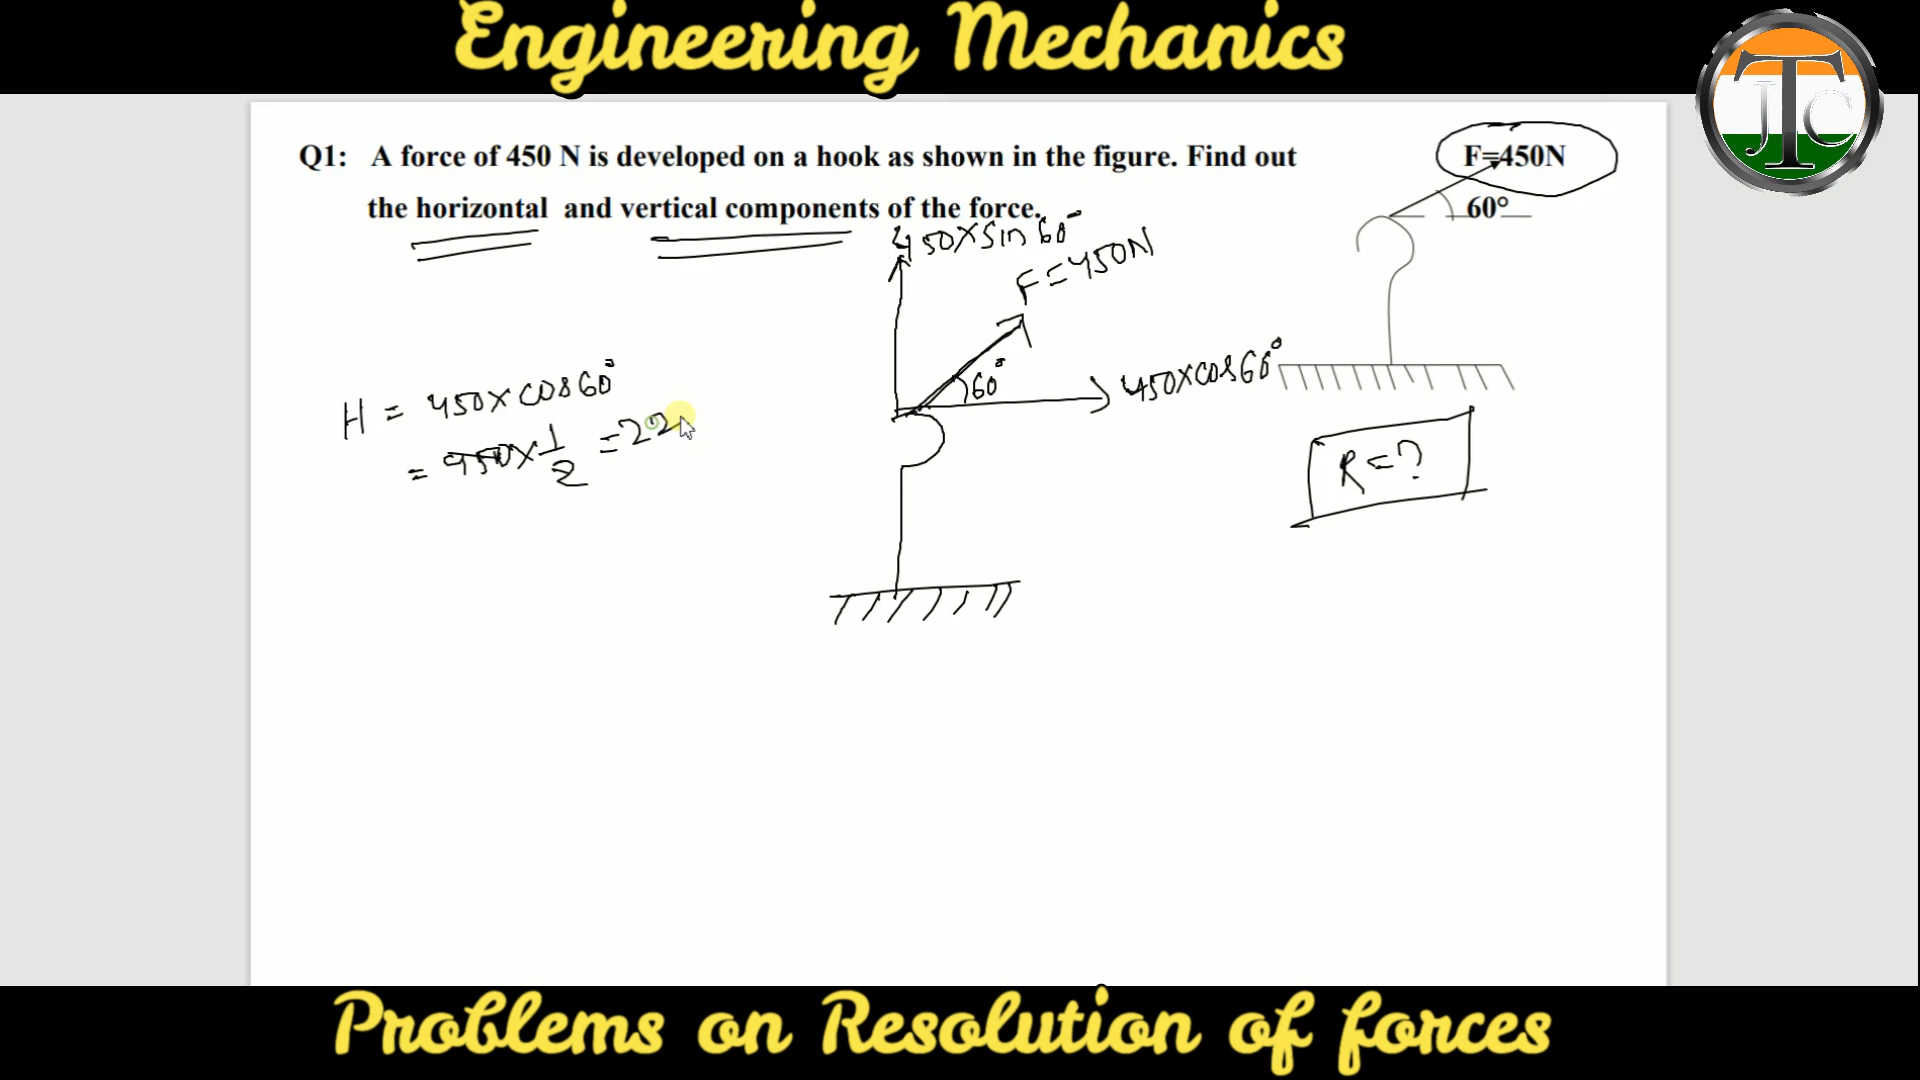 Engineering Mechanics
JTC
Q1: A force of 450 N is developed on a hook as shown in the figure. Find out
the horizontal and vertical components of the force.
F=450N
60°
450×sin60°
F=450N
60°
450×cos60°
H = 450×cos60°
= 450×1/2 =22
R=?
Problems on Resolution of forces